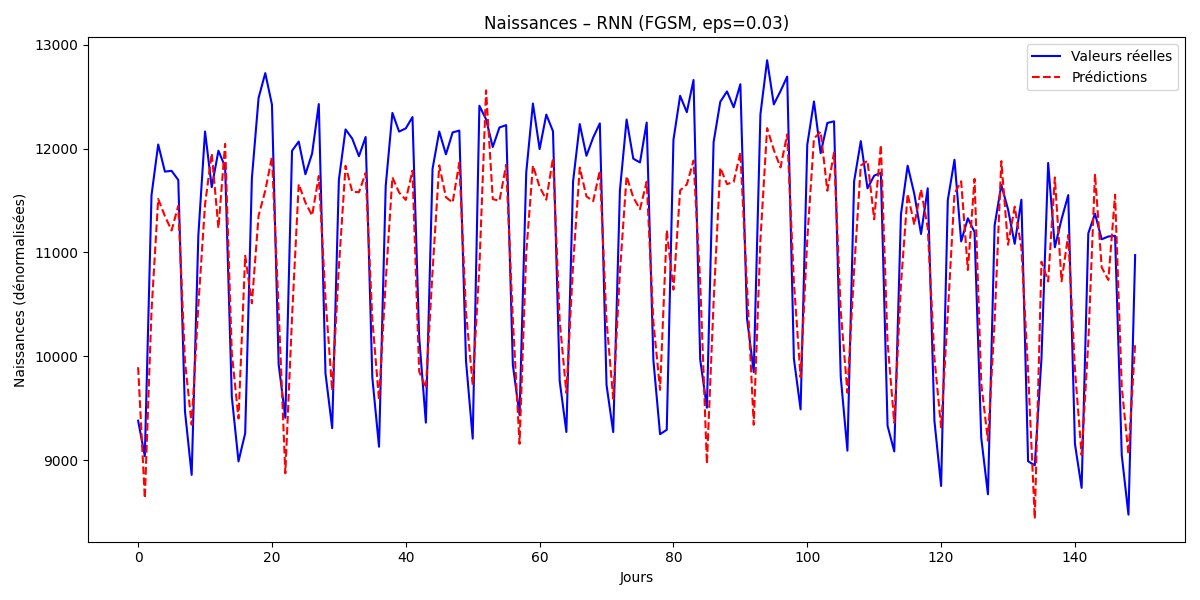 Naissances – RNN (FGSM, eps=0.03)
Valeurs réelles
Prédictions
Naissances (dénormalisées)
13000
12000
11000
10000
9000
0 20 40 60 80 100 120 140
Jours